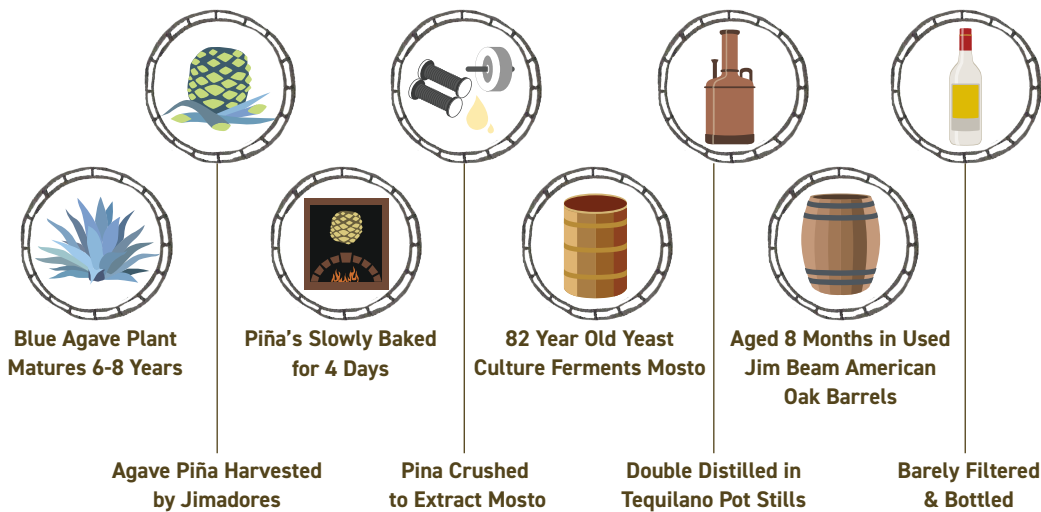 Blue Agave Plant
Matures 6-8 Years
Agave Piña Harvested
by Jimadores
Piña's Slowly Baked
for 4 Days
Pina Crushed
to Extract Mosto
82 Year Old Yeast
Culture Ferments Mosto
Double Distilled in
Tequilano Pot Stills
Aged 8 Months in Used
Jim Beam American
Oak Barrels
Barely Filtered
& Bottled